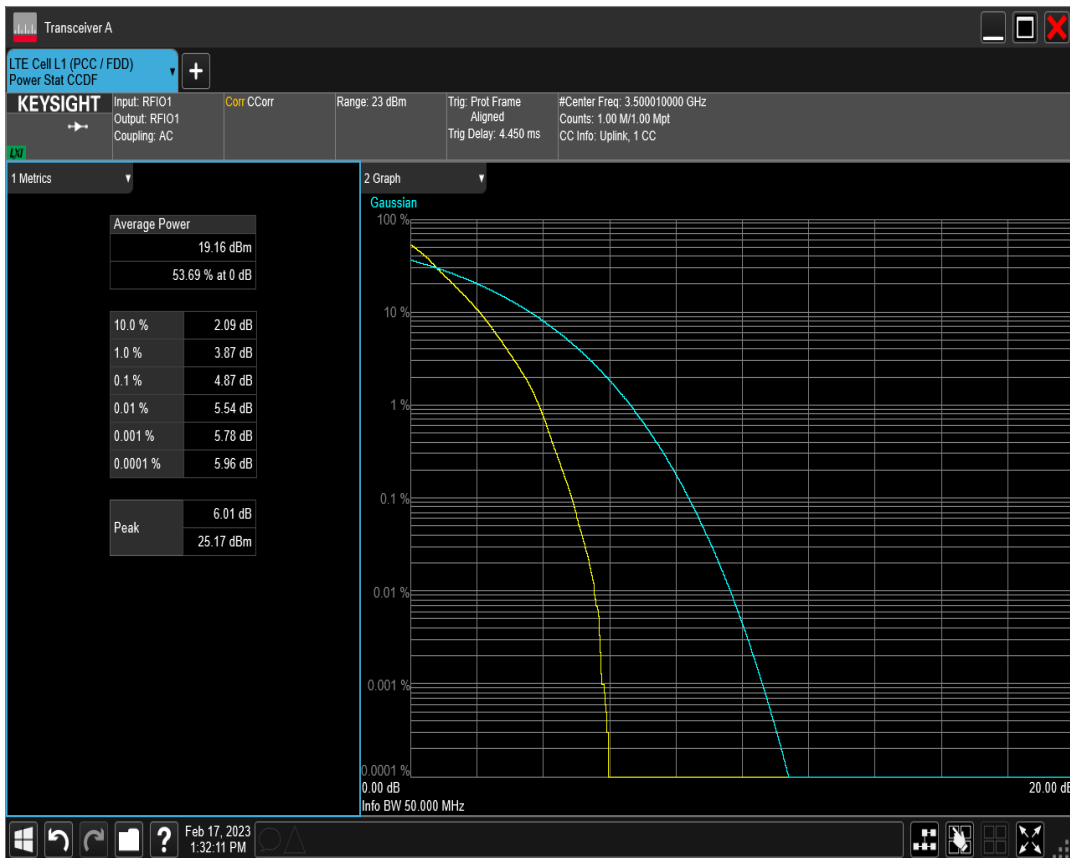 Transceiver A
LTE Cell L1 (PCC / FDD)
Power Stat CCDF
KEYSIGHT
LXI
Input: RFIO1
Output: RFIO1
Coupling: AC
Corr CCorr
Range: 23 dBm
Trig: Prot Frame
Aligned
Trig Delay: 4.450 ms
#Center Freq: 3.500010000 GHz
Counts: 1.00 M/1.00 Mpt
CC Info: Uplink, 1 CC
1 Metrics
Average Power
19.16 dBm
53.69 % at 0 dB
10.0 % 2.09 dB
1.0 % 3.87 dB
0.1 % 4.87 dB
0.01 % 5.54 dB
0.001 % 5.78 dB
0.0001 % 5.96 dB
Peak 6.01 dB
25.17 dBm
2 Graph
Gaussian
100 %
10 %
1 %
0.1 %
0.01 %
0.001 %
0.0001 %
0.00 dB 20.00 dB
Info BW 50.000 MHz
? Feb 17, 2023
1:32:11 PM